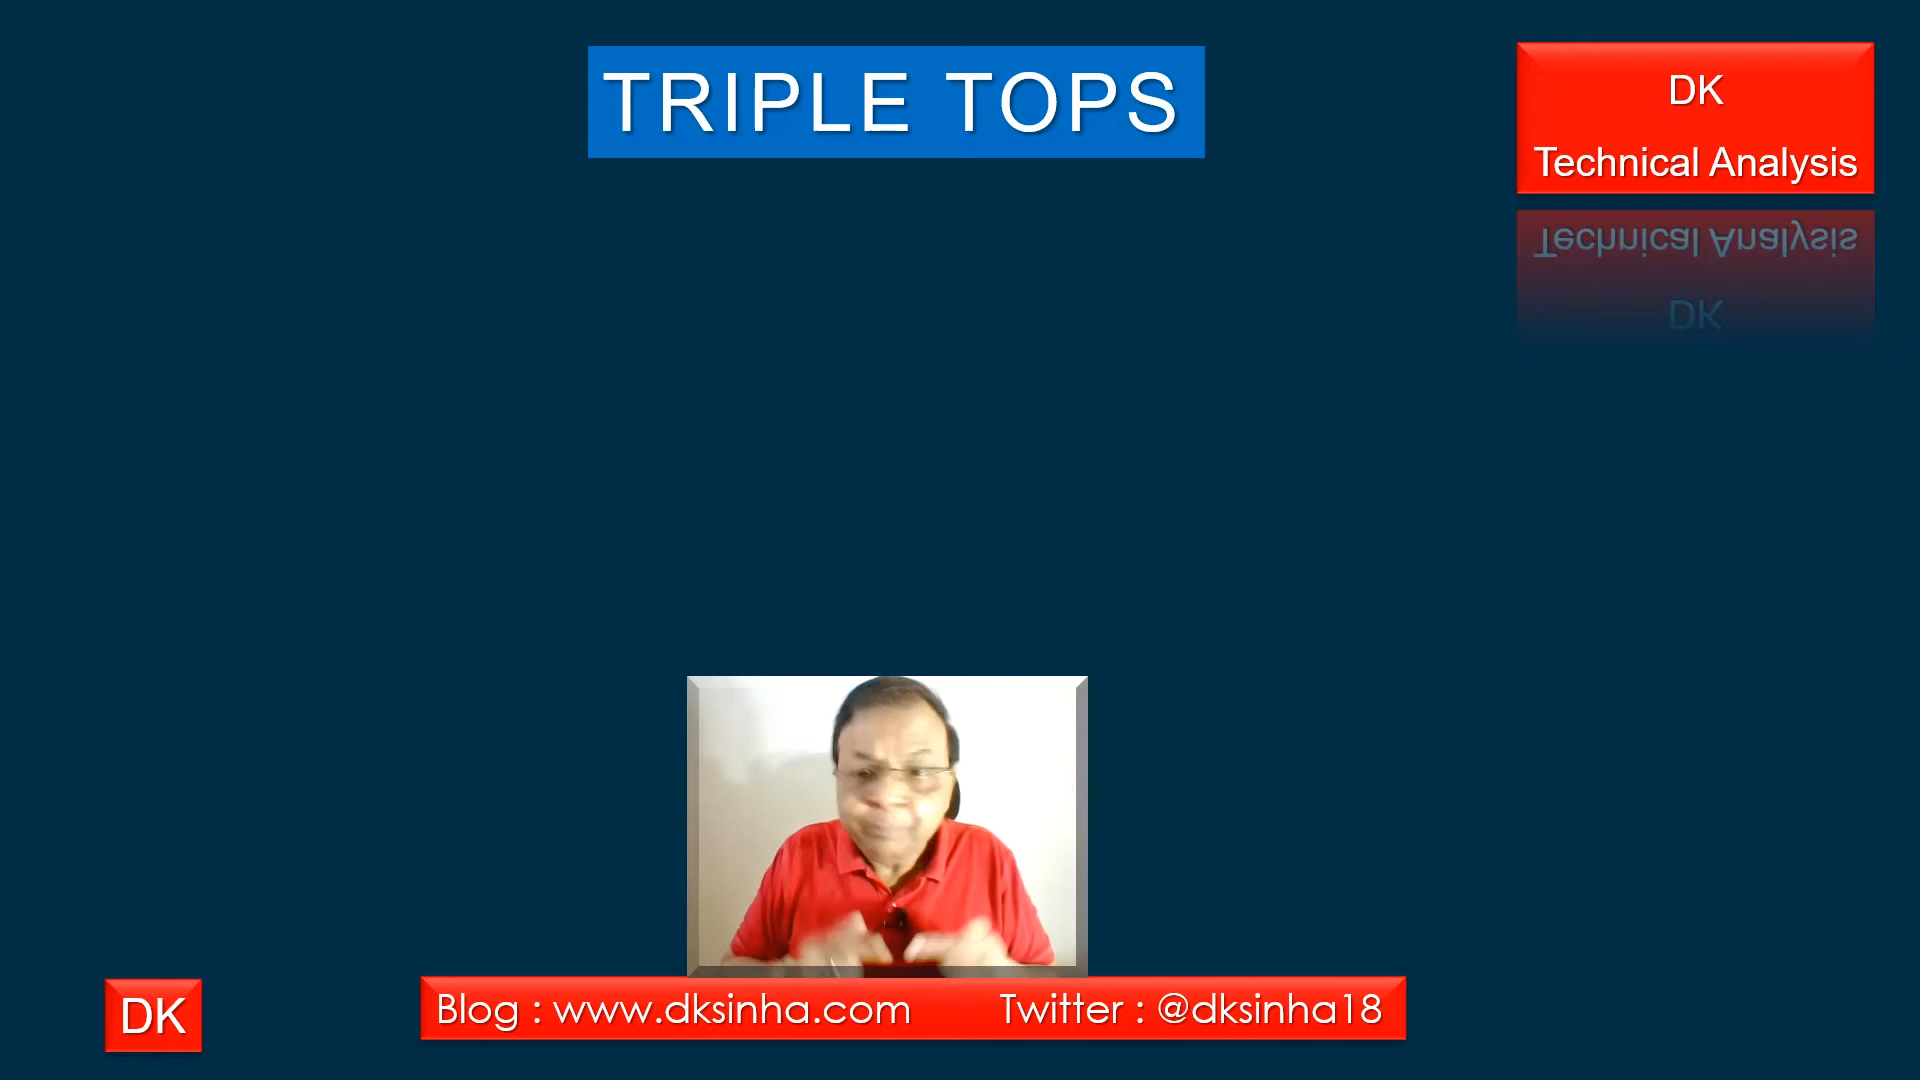 TRIPLE TOPS
DK
Technical Analysis
DK
Blog : www.dksinha.com Twitter : @dksinha18